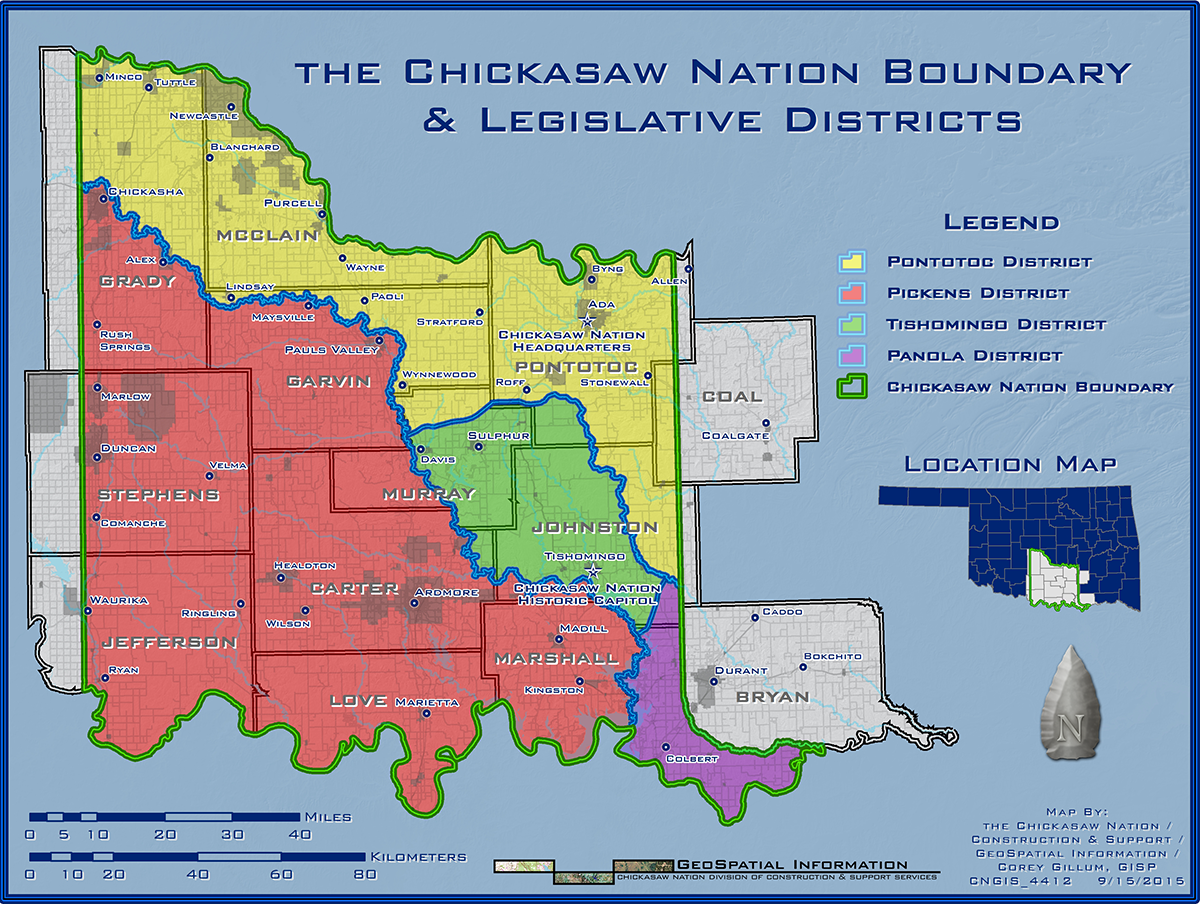 the Chickasaw Nation Boundary
& Legislative Districts
Minco
Tuttle
Newcastle
Blanchard
Chickasha
Purcell
McClain
Wayne
Alex
Grady
Lindsay
Maysville
Paoli
Stratford
Byng
Allen
Ada
Chickasaw Nation
Headquarters
Pontotoc
Roff
Stonewall
Rush
Springs
Pauls Valley
Garvin
Wynnewood
Marlow
Coal
Coalgate
Duncan
Velma
Stephens
Comanche
Sulphur
Davis
Murray
Johnston
Tishomingo
Chickasaw Nation
Historic Capitol
Healdton
Carter
Ardmore
Waurika
Ringling
Wilson
Jefferson
Ryan
Madill
Marshall
Kingston
Love
Marietta
Caddo
Bokchito
Durant
Bryan
Colbert
Legend
Pontotoc District
Pickens District
Tishomingo District
Panola District
Chickasaw Nation Boundary
Location Map
N
Miles
0 5 10 20 30 40
Kilometers
0 10 20 40 60 80
GeoSpatial Information
Chickasaw Nation Division of Construction & Support Services
Map By:
the Chickasaw Nation /
Construction & Support /
GeoSpatial Information /
Corey Gillum, GISP
CNGIS_4412 9/15/2015